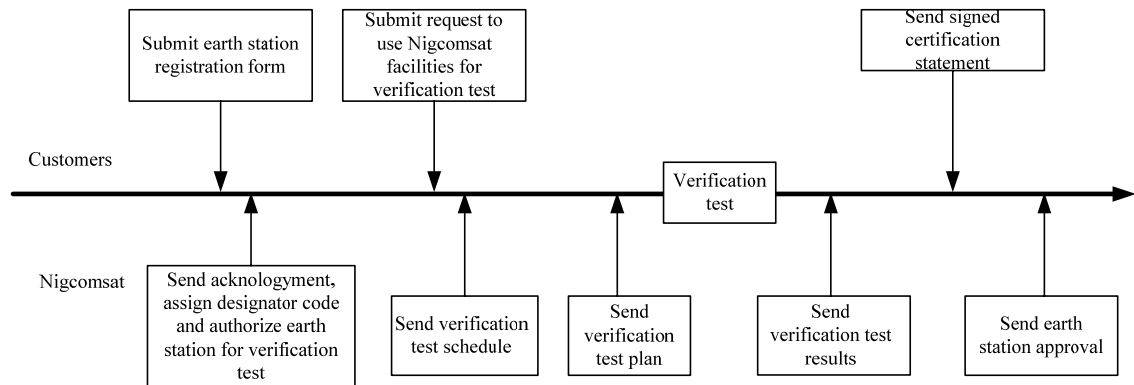 Submit earth station
registration form
Submit request to
use Nigcomsat
facilities for
verification test
Send signed
certification
statement
Customers
Verification
test
Nigcomsat
Send acknologyment,
assign designator code
and authorize earth
station for verification
test
Send verification
test schedule
Send
verification
test plan
Send
verification test
results
Send earth
station approval